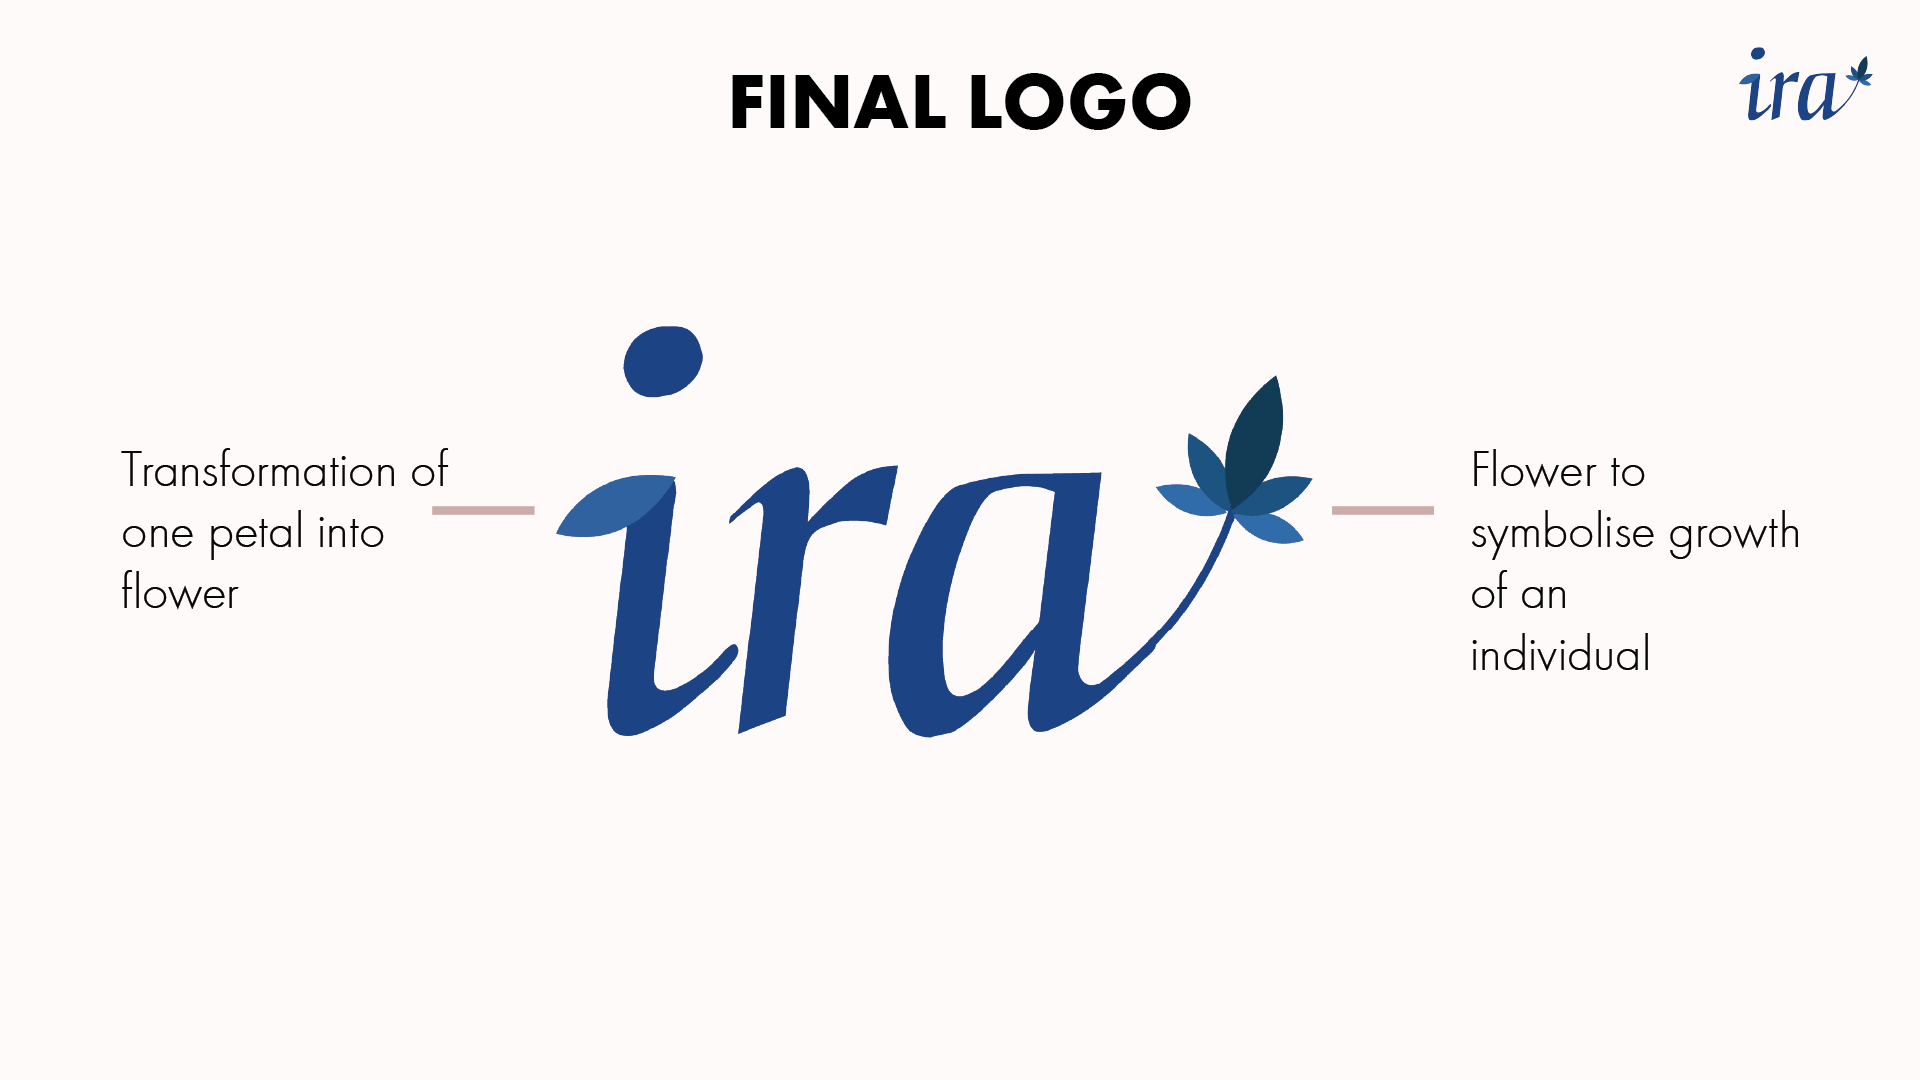 FINAL LOGO
ira
Transformation of
one petal into
flower
ira
Flower to
symbolise growth
of an
individual